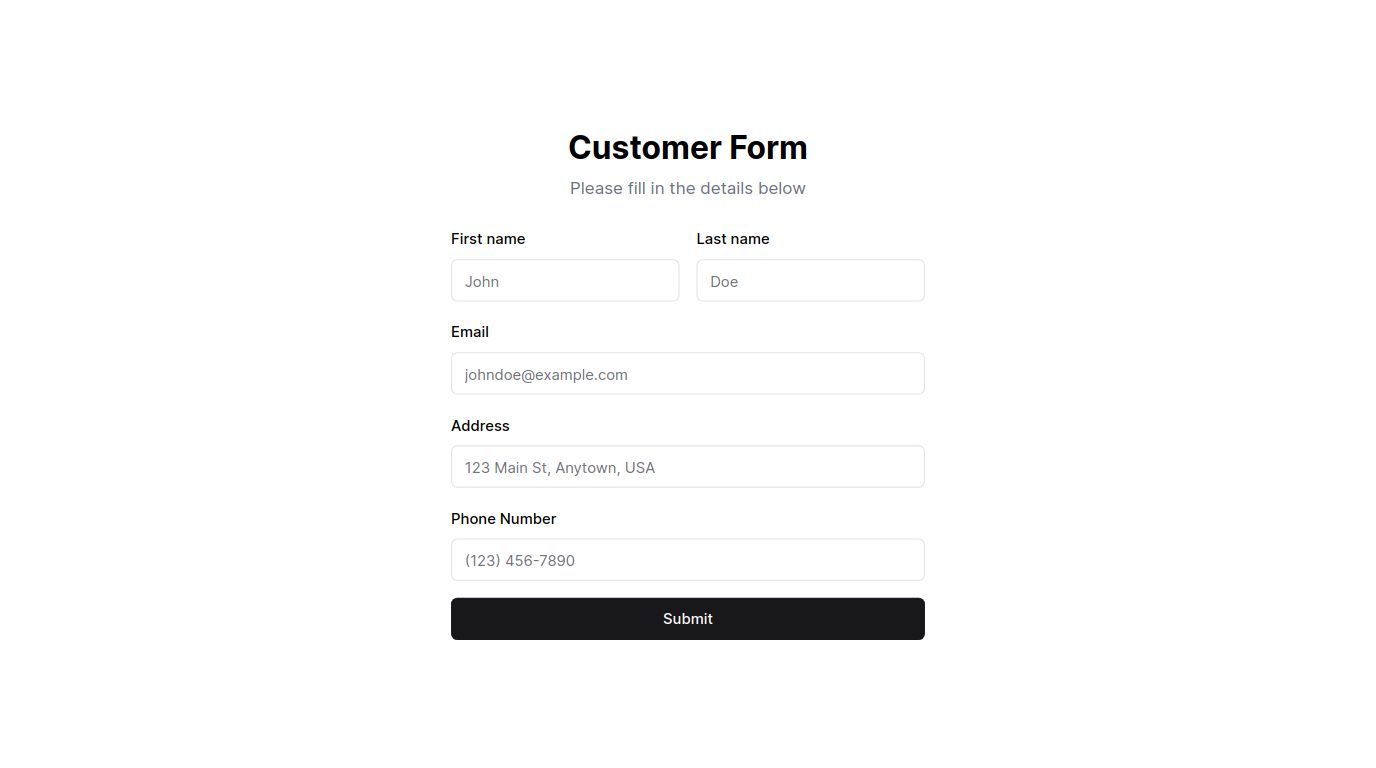 Customer Form
Please fill in the details below
First name Last name
John Doe
Email
johndoe@example.com
Address
123 Main St, Anytown, USA
Phone Number
(123) 456-7890
Submit